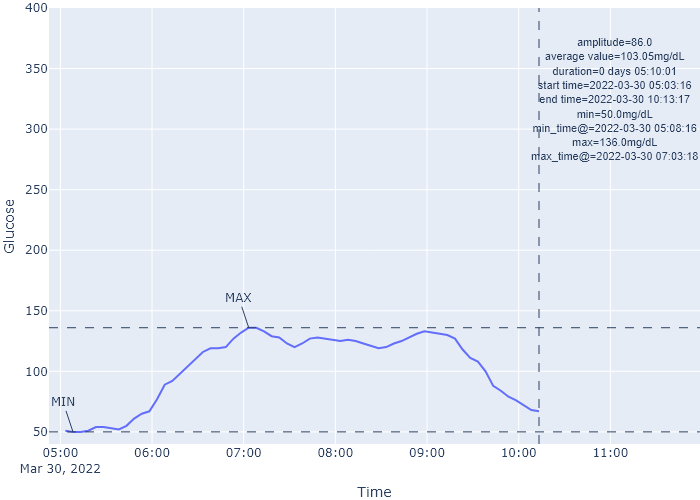 400
350
300
250
200
150
100
50
Glucose
amplitude=86.0
average value=103.05mg/dL
duration=0 days 05:10:01
start time=2022-03-30 05:03:16
end time=2022-03-30 10:13:17
min=50.0mg/dL
min_time@=2022-03-30 05:08:16
max=136.0mg/dL
max_time@=2022-03-30 07:03:18
MAX
MIN
05:00 06:00 07:00 08:00 09:00 10:00 11:00
Mar 30, 2022
Time